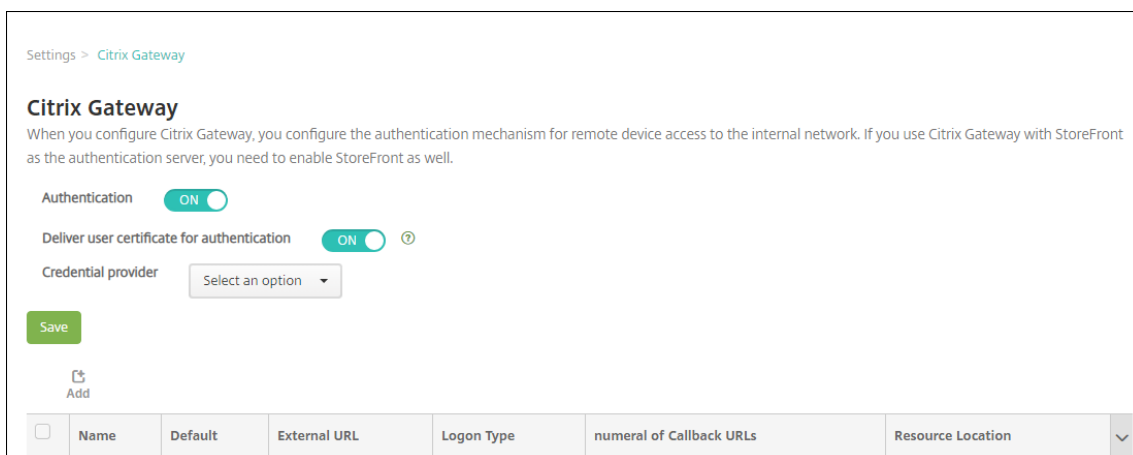 Settings > Citrix Gateway
Citrix Gateway
When you configure Citrix Gateway, you configure the authentication mechanism for remote device access to the internal network. If you use Citrix Gateway with StoreFront
as the authentication server, you need to enable StoreFront as well.
Authentication ON
Deliver user certificate for authentication ON ?
Credential provider Select an option
Save
Add
Name Default External URL Logon Type numeral of Callback URLs Resource Location